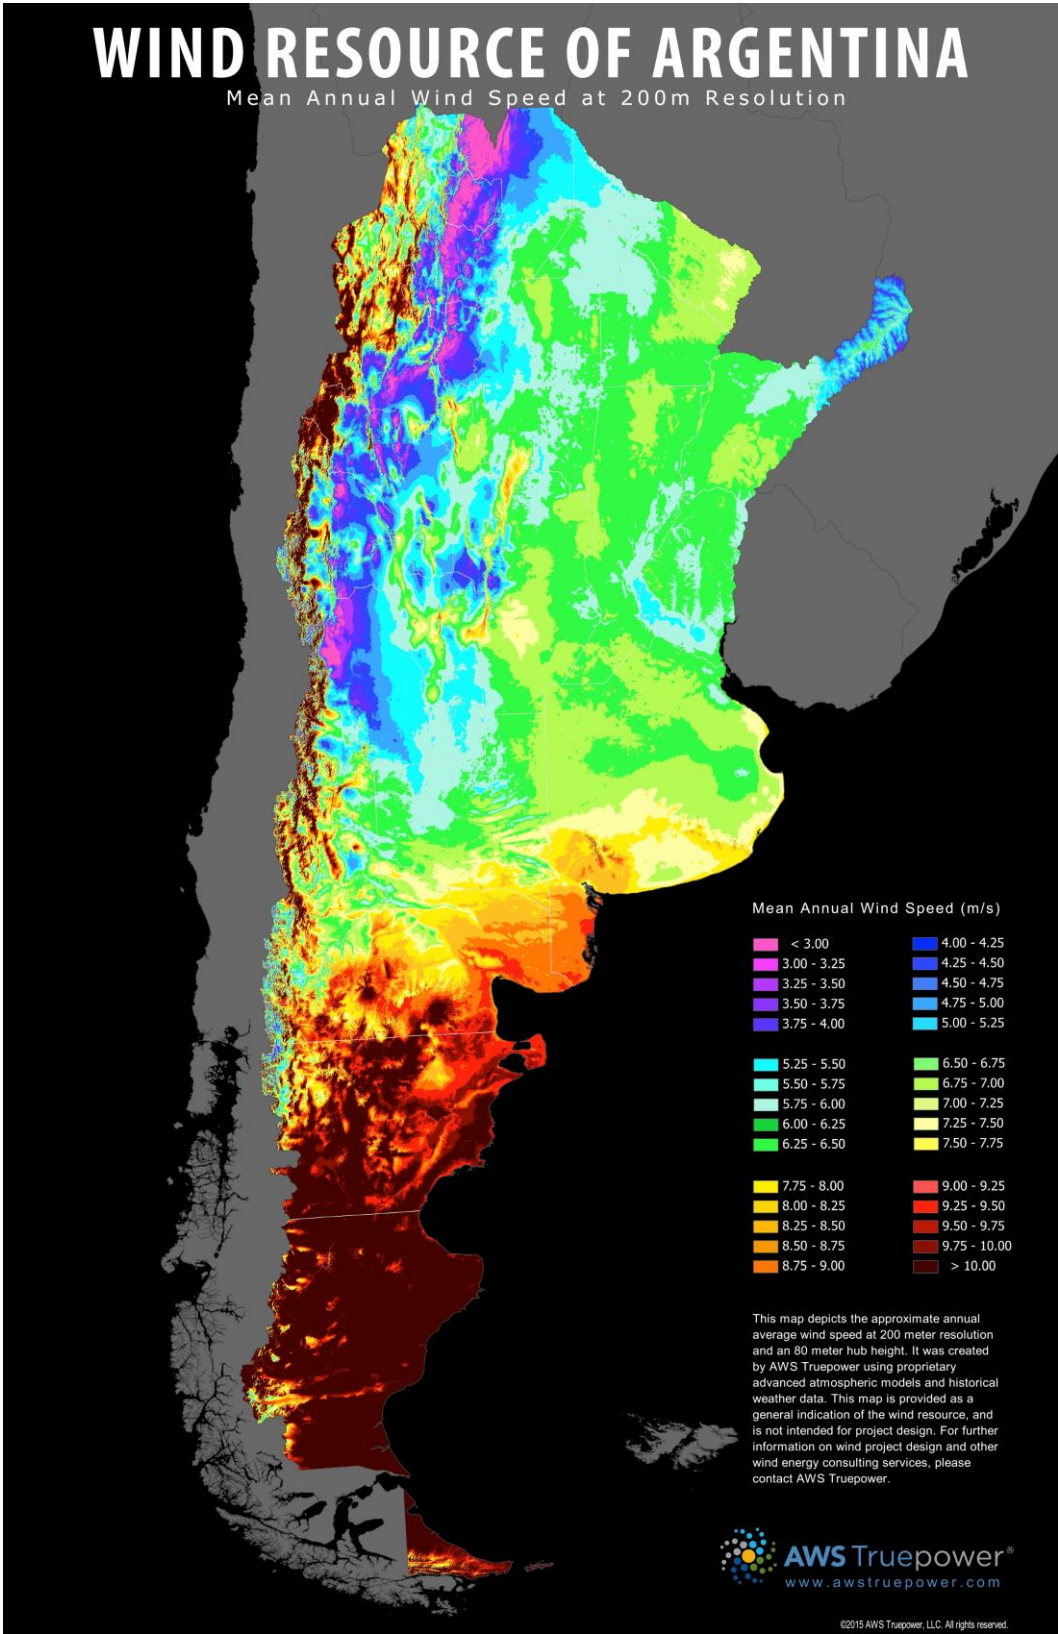 WIND RESOURCE OF ARGENTINA
Mean Annual Wind Speed at 200m Resolution
Mean Annual Wind Speed (m/s)
< 3.00
3.00 - 3.25
3.25 - 3.50
3.50 - 3.75
3.75 - 4.00
4.00 - 4.25
4.25 - 4.50
4.50 - 4.75
4.75 - 5.00
5.00 - 5.25
5.25 - 5.50
5.50 - 5.75
5.75 - 6.00
6.00 - 6.25
6.25 - 6.50
6.50 - 6.75
6.75 - 7.00
7.00 - 7.25
7.25 - 7.50
7.50 - 7.75
7.75 - 8.00
8.00 - 8.25
8.25 - 8.50
8.50 - 8.75
8.75 - 9.00
9.00 - 9.25
9.25 - 9.50
9.50 - 9.75
9.75 - 10.00
> 10.00
This map depicts the approximate annual
average wind speed at 200 meter resolution
and an 80 meter hub height. It was created
by AWS Truepower using proprietary
advanced atmospheric models and historical
weather data. This map is provided as a
general indication of the wind resource, and
is not intended for project design. For further
information on wind project design and other
wind energy consulting services, please
contact AWS Truepower.
AWS Truepower®
www.awstruepower.com
©2015 AWS Truepower, LLC. All rights reserved.